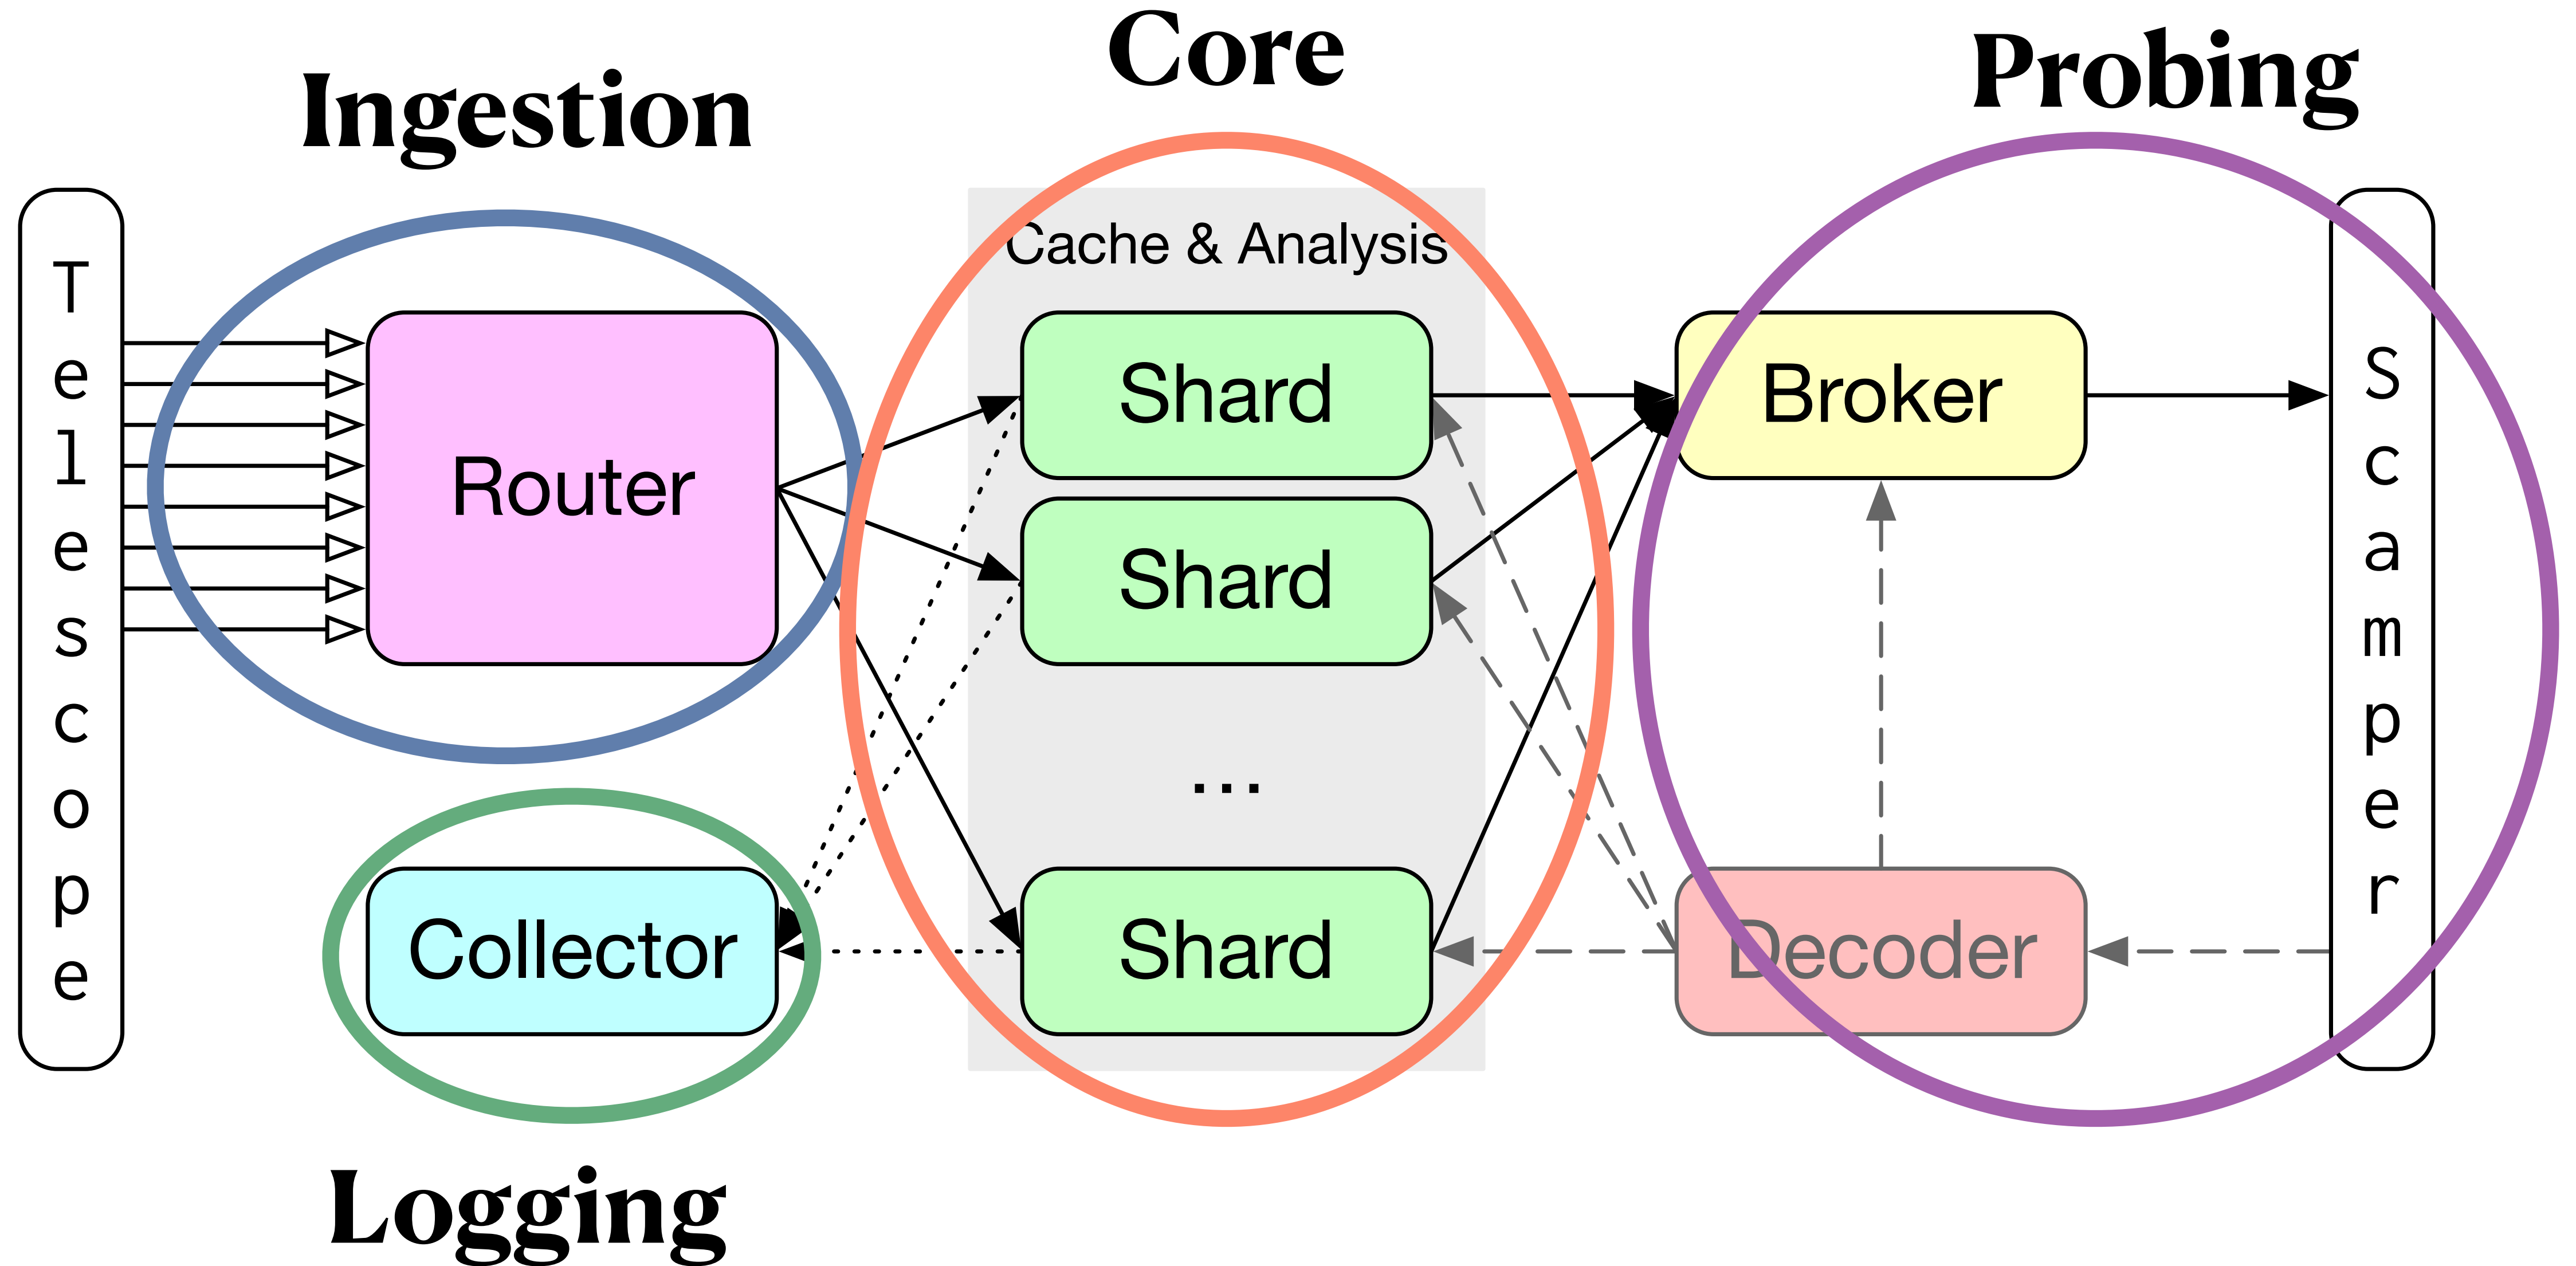 Core
Probing
Ingestion
Telescope
Cache & Analysis
Router
Shard
Shard
...
Shard
Broker
Decoder
Scamper
Collector
Logging